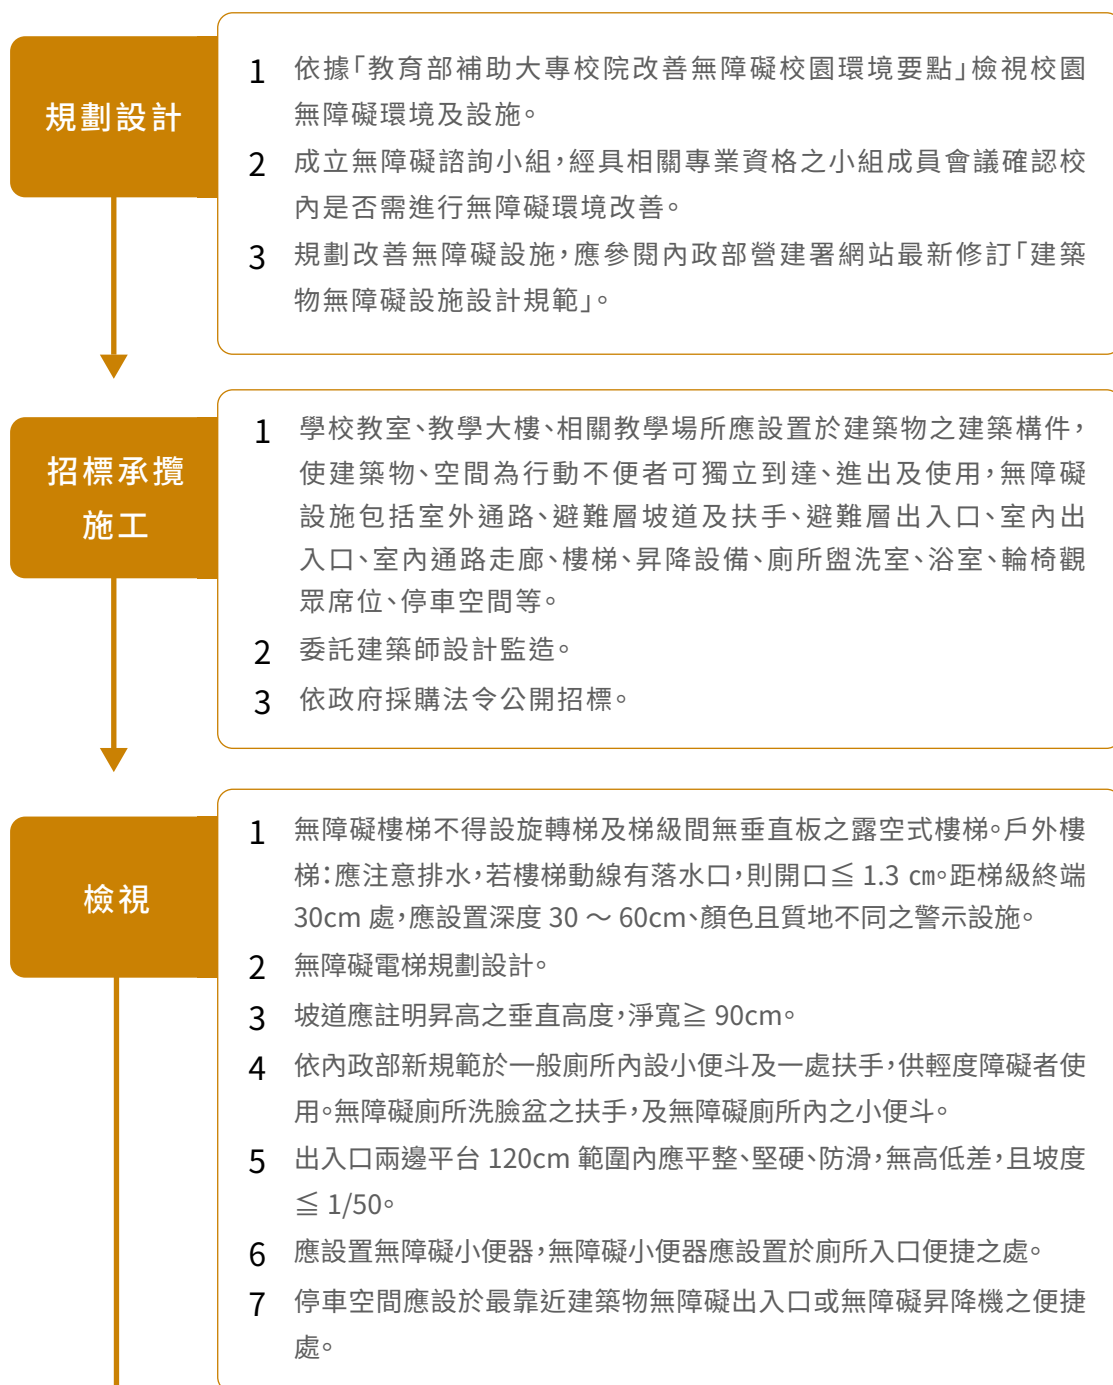 規劃設計
1 依據「教育部補助大專校院改善無障礙校園環境要點」檢視校園
無障礙環境及設施。
2 成立無障礙諮詢小組，經具相關專業資格之小組成員會議確認校
內是否需進行無障礙環境改善。
3 規劃改善無障礙設施，應參閱內政部營建署網站最新修訂「建築
物無障礙設施設計規範」。
招標承攬
施工
1 學校教室、教學大樓、相關教學場所應設置於建築物之建築構件，
使建築物、空間為行動不便者可獨立到達、進出及使用，無障礙
設施包括室外通路、避難層坡道及扶手、避難層出入口、室內出
入口、室內通路走廊、樓梯、昇降設備、廁所盥洗室、浴室、輪椅觀
眾席位、停車空間等。
2 委託建築師設計監造。
3 依政府採購法令公開招標。
檢視
1 無障礙樓梯不得設旋轉梯及梯級間無垂直板之露空式樓梯。戶外樓
梯：應注意排水，若樓梯動線有落水口，則開口≦ 1.3 ㎝。距梯級終端
30cm 處，應設置深度 30 ～ 60cm、顏色且質地不同之警示設施。
2 無障礙電梯規劃設計。
3 坡道應註明昇高之垂直高度，淨寬≧ 90cm。
4 依內政部新規範於一般廁所內設小便斗及一處扶手，供輕度障礙者使
用。無障礙廁所洗臉盆之扶手，及無障礙廁所內之小便斗。
5 出入口兩邊平台 120cm 範圍內應平整、堅硬、防滑，無高低差，且坡度
≦ 1/50。
6 應設置無障礙小便器，無障礙小便器應設置於廁所入口便捷之處。
7 停車空間應設於最靠近建築物無障礙出入口或無障礙昇降機之便捷
處。